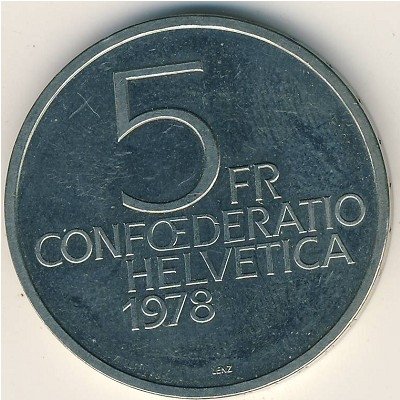 5 FR
CONFŒDERATIO
HELVETICA
1978
LENZ